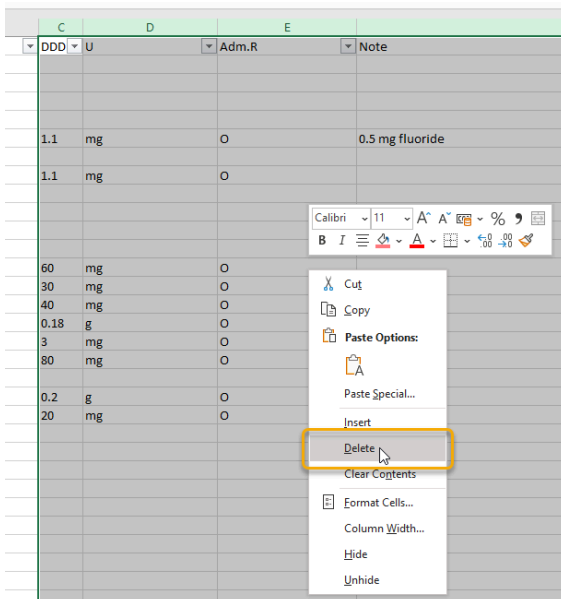 C D E
DDD U Adm.R Note
1.1 mg O 0.5 mg fluoride
1.1 mg O
Calibri 11 A A %
B I A
60 mg O
30 mg O
40 mg O
0.18 g O
3 mg O
80 mg O
0.2 g O
20 mg O
Cut
Copy
Paste Options:
Paste Special...
Insert
Delete
Clear Contents
Format Cells...
Column Width...
Hide
Unhide